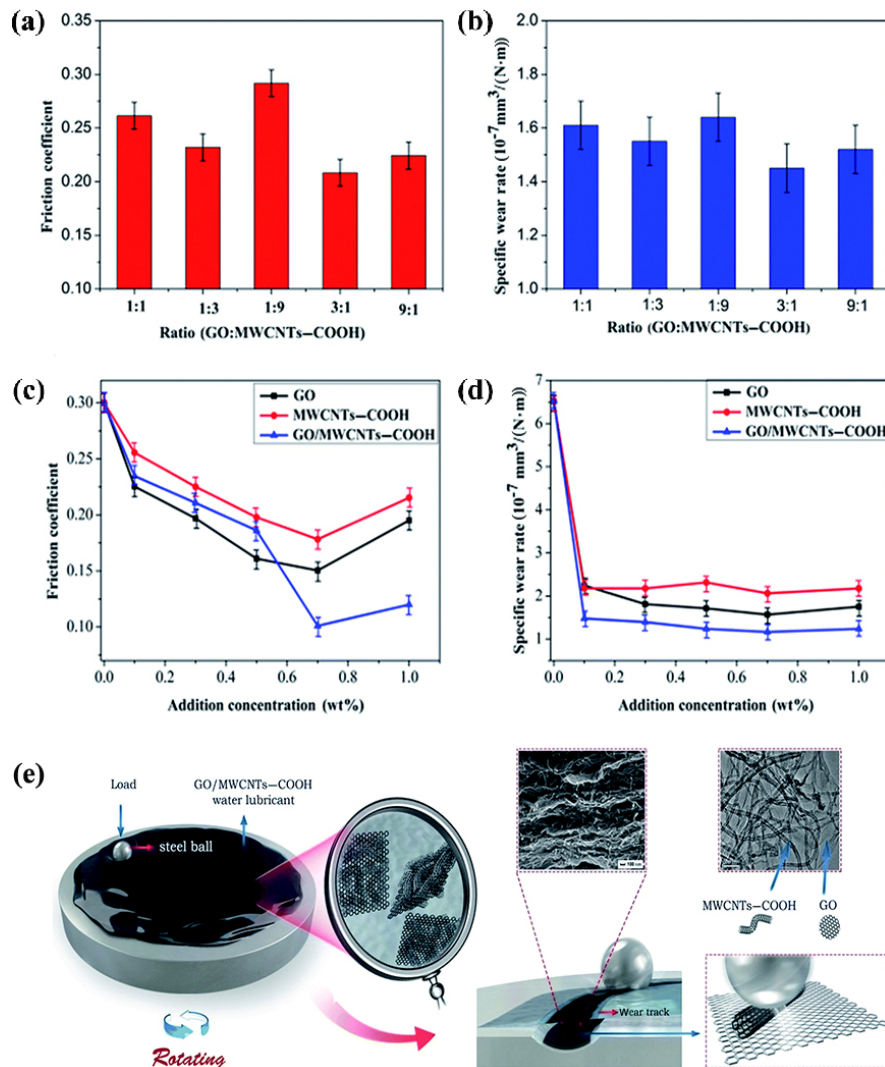 (a)
0.35
0.30
0.25
0.20
0.15
0.10
Friction coefficient
1:1 1:3 1:9 3:1 9:1
Ratio (GO:MWCNTs–COOH)
(b)
2.0
1.8
1.6
1.4
1.2
1.0
Specific wear rate (10⁻⁷mm³/(N·m))
1:1 1:3 1:9 3:1 9:1
Ratio (GO:MWCNTs–COOH)
(c)
GO
MWCNTs–COOH
GO/MWCNTs–COOH
0.30
0.25
0.20
0.15
0.10
Friction coefficient
0.0 0.2 0.4 0.6 0.8 1.0
Addition concentration (wt%)
(d)
GO
MWCNTs–COOH
GO/MWCNTs–COOH
7
6
5
4
3
2
1
Specific wear rate (10⁻⁷ mm³/(N·m))
0.0 0.2 0.4 0.6 0.8 1.0
Addition concentration (wt%)
(e)
Load
GO/MWCNTs–COOH
water lubricant
steel ball
Rotating
100 nm
MWCNTs–COOH
GO
Wear track